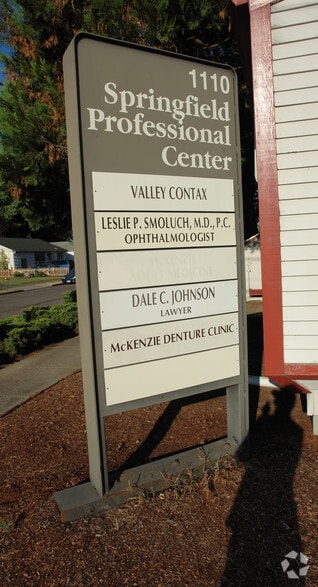 1110
Springfield
Professional
Center
VALLEY CONTAX
LESLIE P. SMOLUCH, M.D., P.C.
OPHTHALMOLOGIST
DALE C. JOHNSON
LAWYER
MCKENZIE DENTURE CLINIC